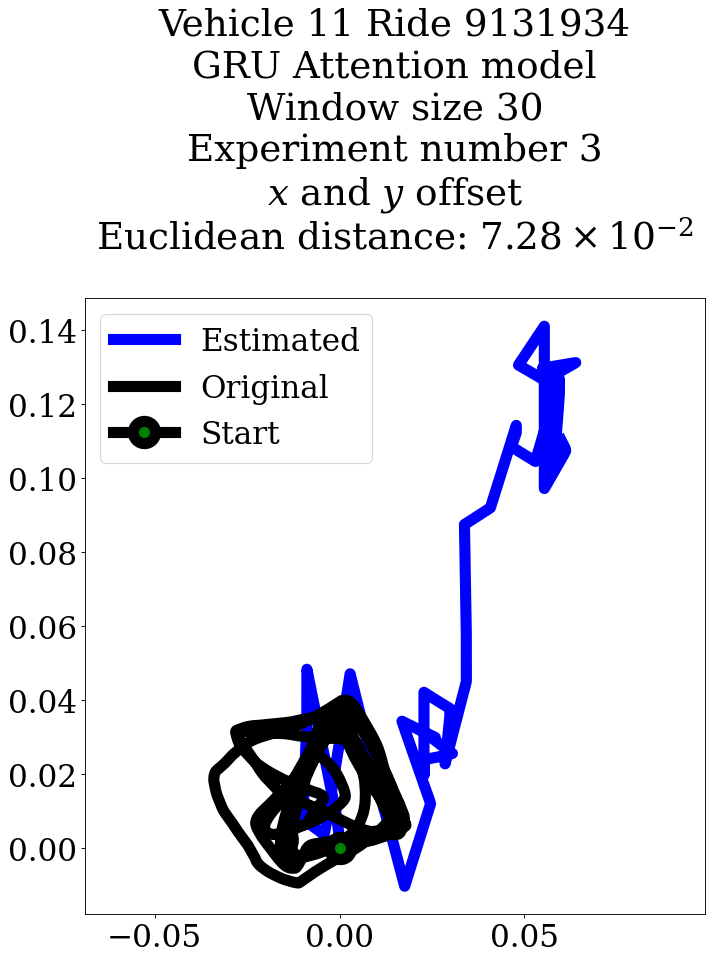 Vehicle 11 Ride 9131934
GRU Attention model
Window size 30
Experiment number 3
x and y offset
Euclidean distance: 7.28 × 10⁻²
Estimated
Original
Start
0.14
0.12
0.10
0.08
0.06
0.04
0.02
0.00
−0.05 0.00 0.05